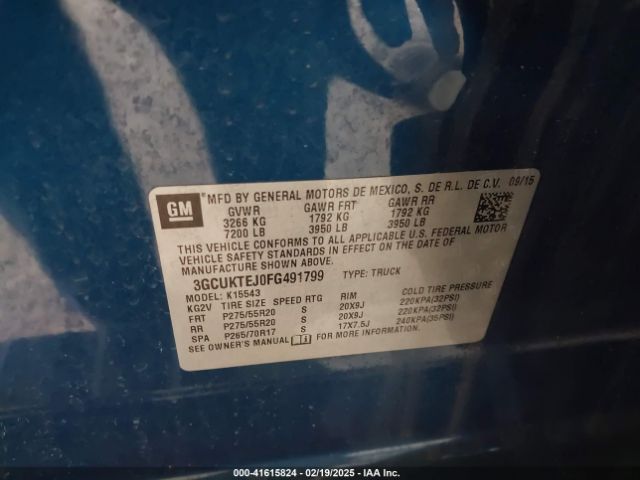 GM
MFD BY GENERAL MOTORS DE MEXICO, S. DE R.L. DE C.V. 09/15
GVWR GAWR FRT GAWR RR
3266 KG 1792 KG 1792 KG
7200 LB 3950 LB 3950 LB
THIS VEHICLE CONFORMS TO ALL APPLICABLE U.S. FEDERAL MOTOR
VEHICLE SAFETY STANDARDS IN EFFECT ON THE DATE OF
MANUFACTURE SHOWN ABOVE.
3GCUKTEJ0FG491799 TYPE: TRUCK
MODEL: K15543
KG2V TIRE SIZE SPEED RTG RIM COLD TIRE PRESSURE
FRT P275/55R20 S 20X9J 220KPA(32PSI)
RR P275/55R20 S 20X9J 220KPA(32PSI)
SPA P265/70R17 S 17X7.5J 240KPA(35PSI)
SEE OWNER'S MANUAL FOR MORE INFORMATION.
000-41615824 - 02/19/2025 - IAA Inc.